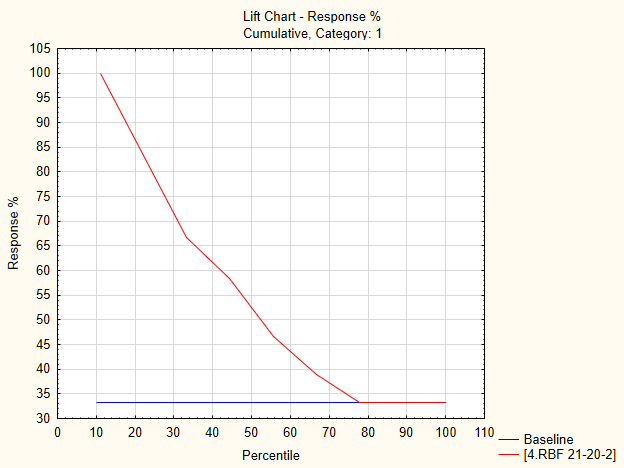 Lift Chart - Response %
Cumulative, Category: 1
105
100
95
90
85
80
75
70
65
60
55
50
45
40
35
30
Response %
0 10 20 30 40 50 60 70 80 90 100 110
Percentile
Baseline
[4.RBF 21-20-2]